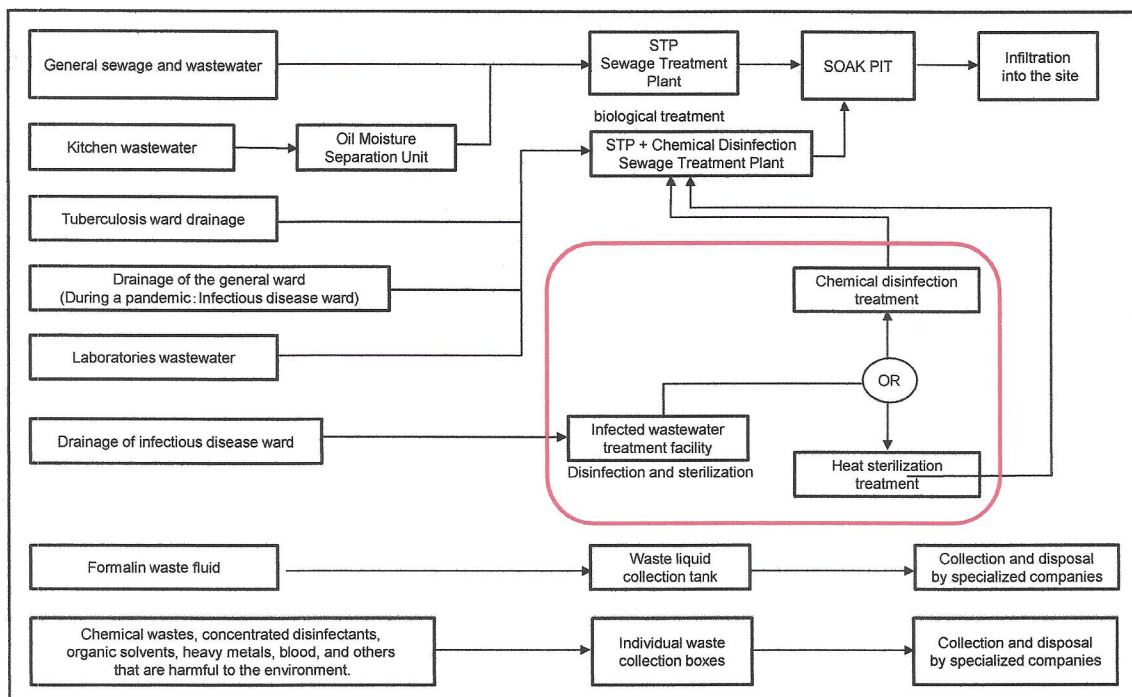 General sewage and wastewater
STP
Sewage Treatment
Plant
SOAK PIT
Infiltration
into the site
biological treatment
Kitchen wastewater
Oil Moisture
Separation Unit
STP + Chemical Disinfection
Sewage Treatment Plant
Tuberculosis ward drainage
Drainage of the general ward
(During a pandemic : Infectious disease ward)
Chemical disinfection
treatment
Laboratories wastewater
OR
Drainage of infectious disease ward
Infected wastewater
treatment facility
Disinfection and sterilization
Heat sterilization
treatment
Formalin waste fluid
Waste liquid
collection tank
Collection and disposal
by specialized companies
Chemical wastes, concentrated disinfectants,
organic solvents, heavy metals, blood, and others
that are harmful to the environment.
Individual waste
collection boxes
Collection and disposal
by specialized companies